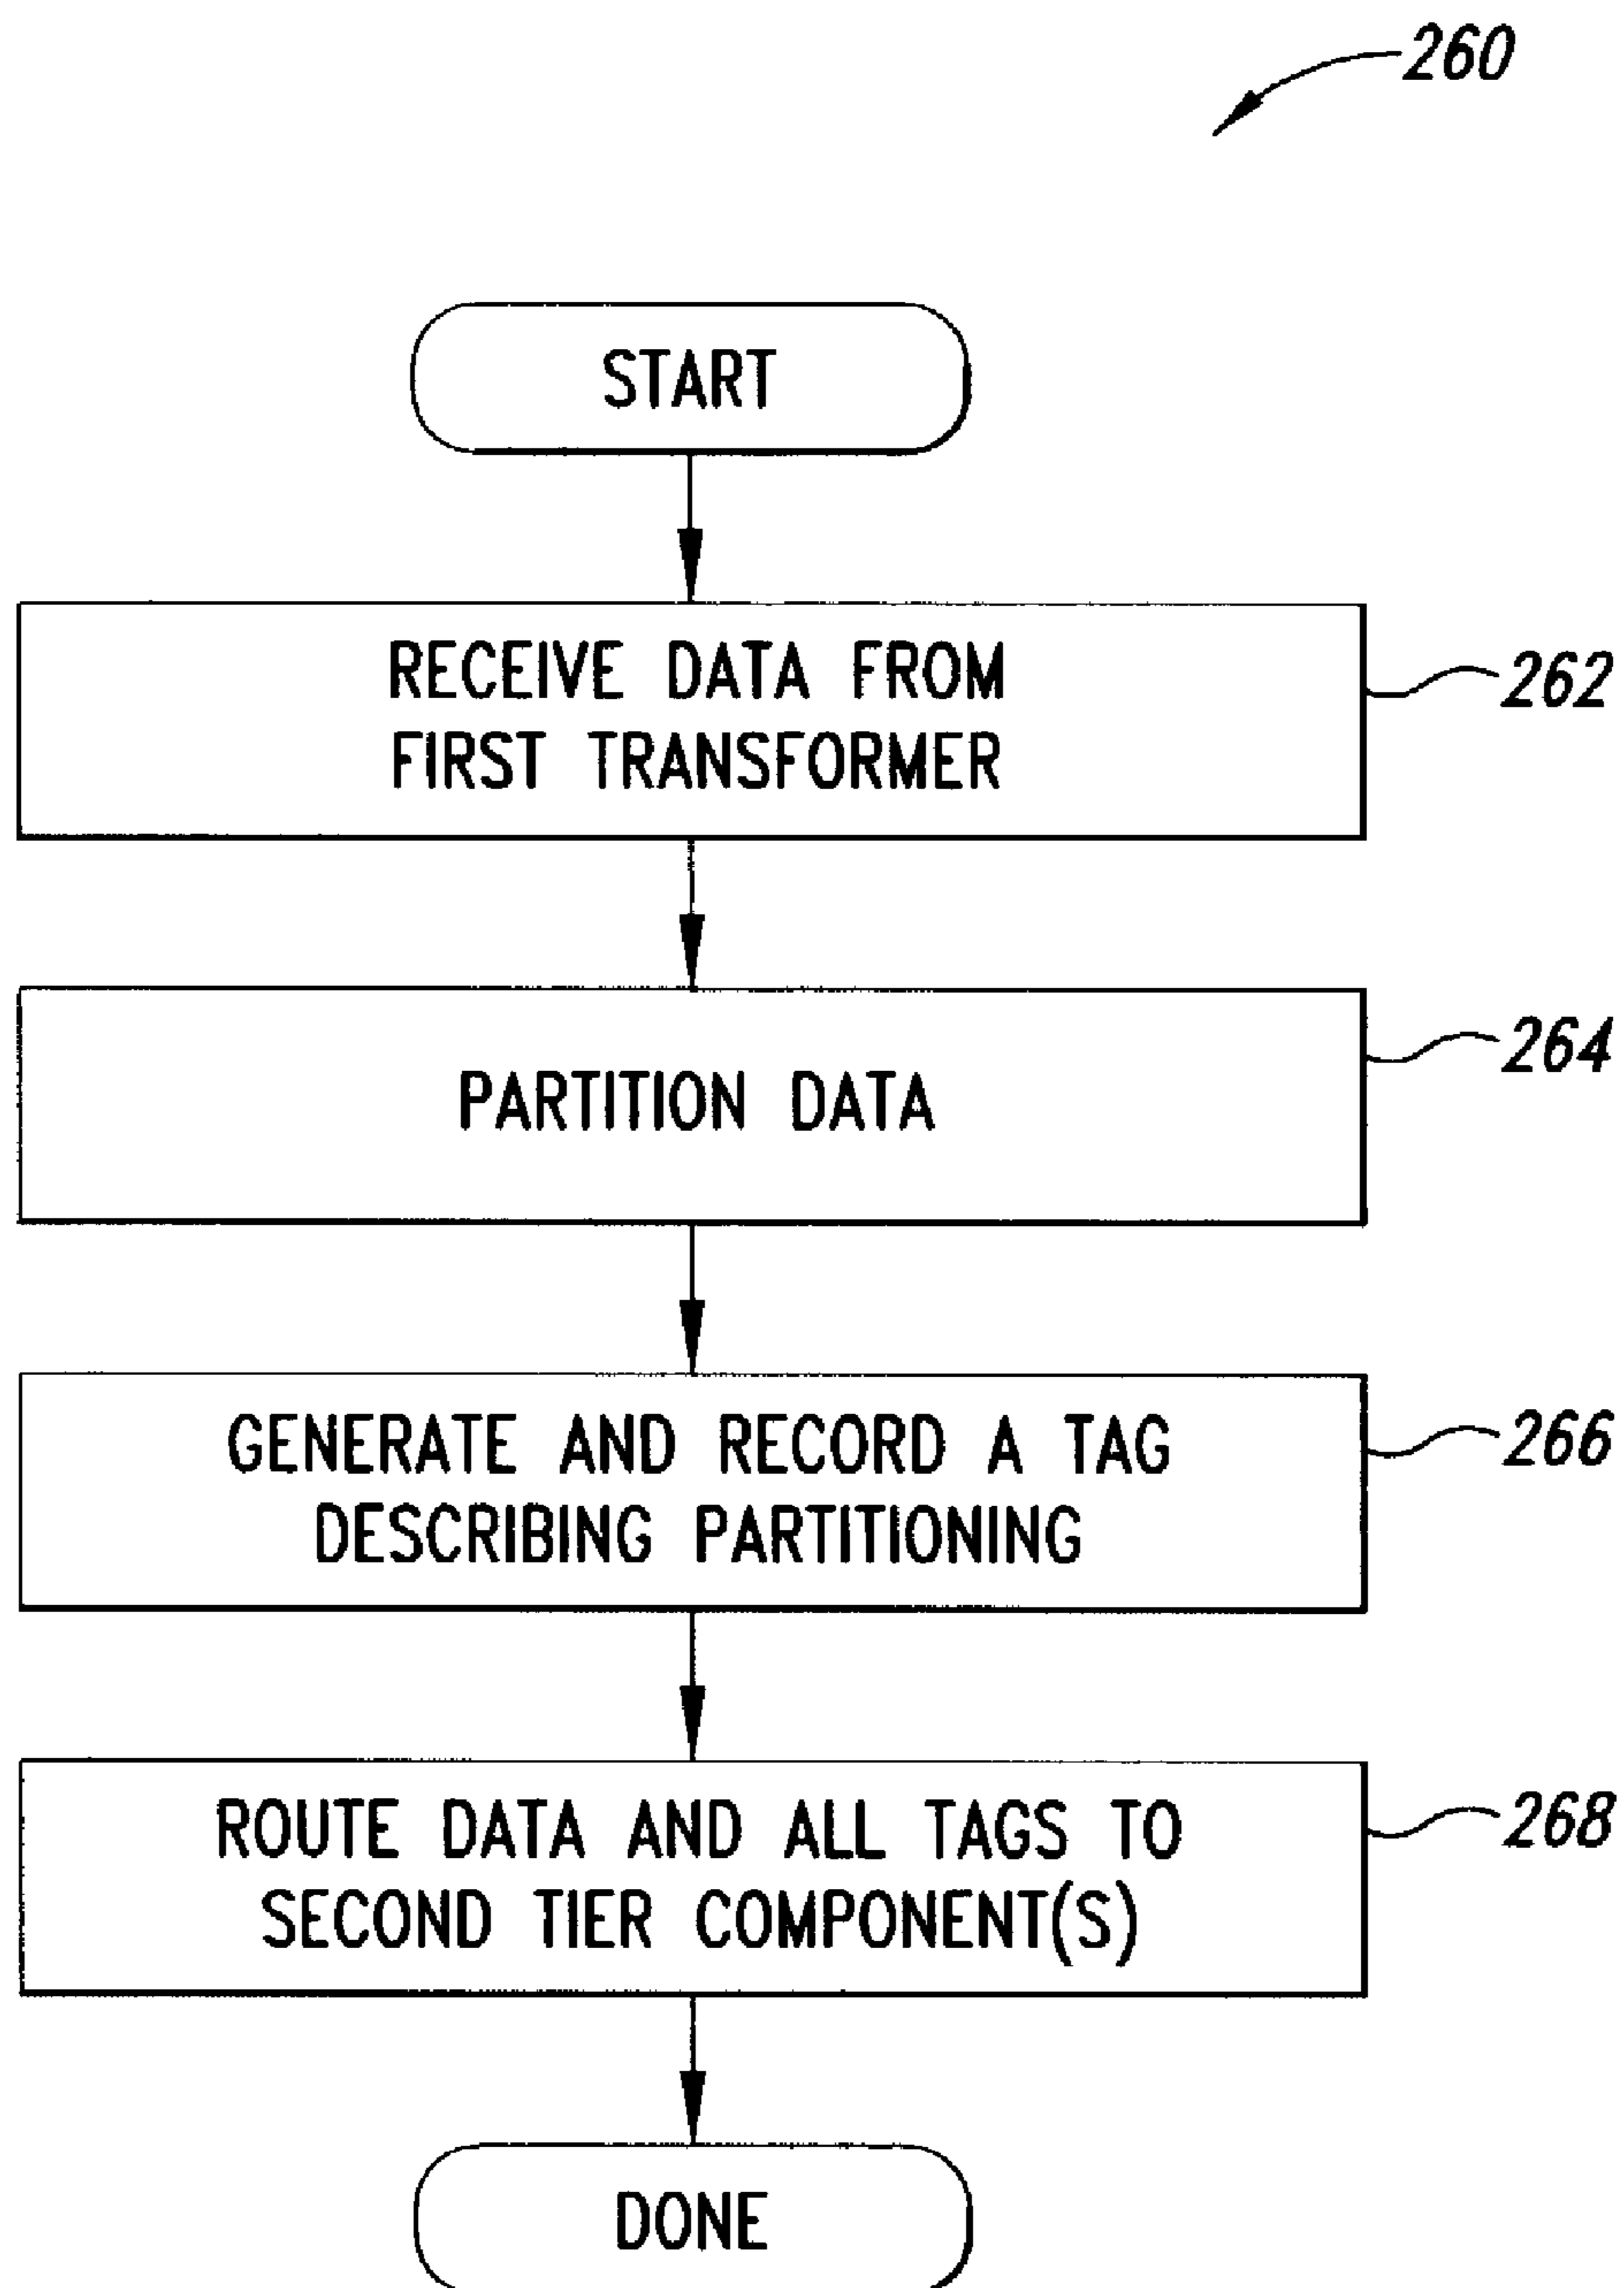 260
START
RECEIVE DATA FROM
FIRST TRANSFORMER
262
PARTITION DATA
264
GENERATE AND RECORD A TAG
DESCRIBING PARTITIONING
266
ROUTE DATA AND ALL TAGS TO
SECOND TIER COMPONENT(S)
268
DONE